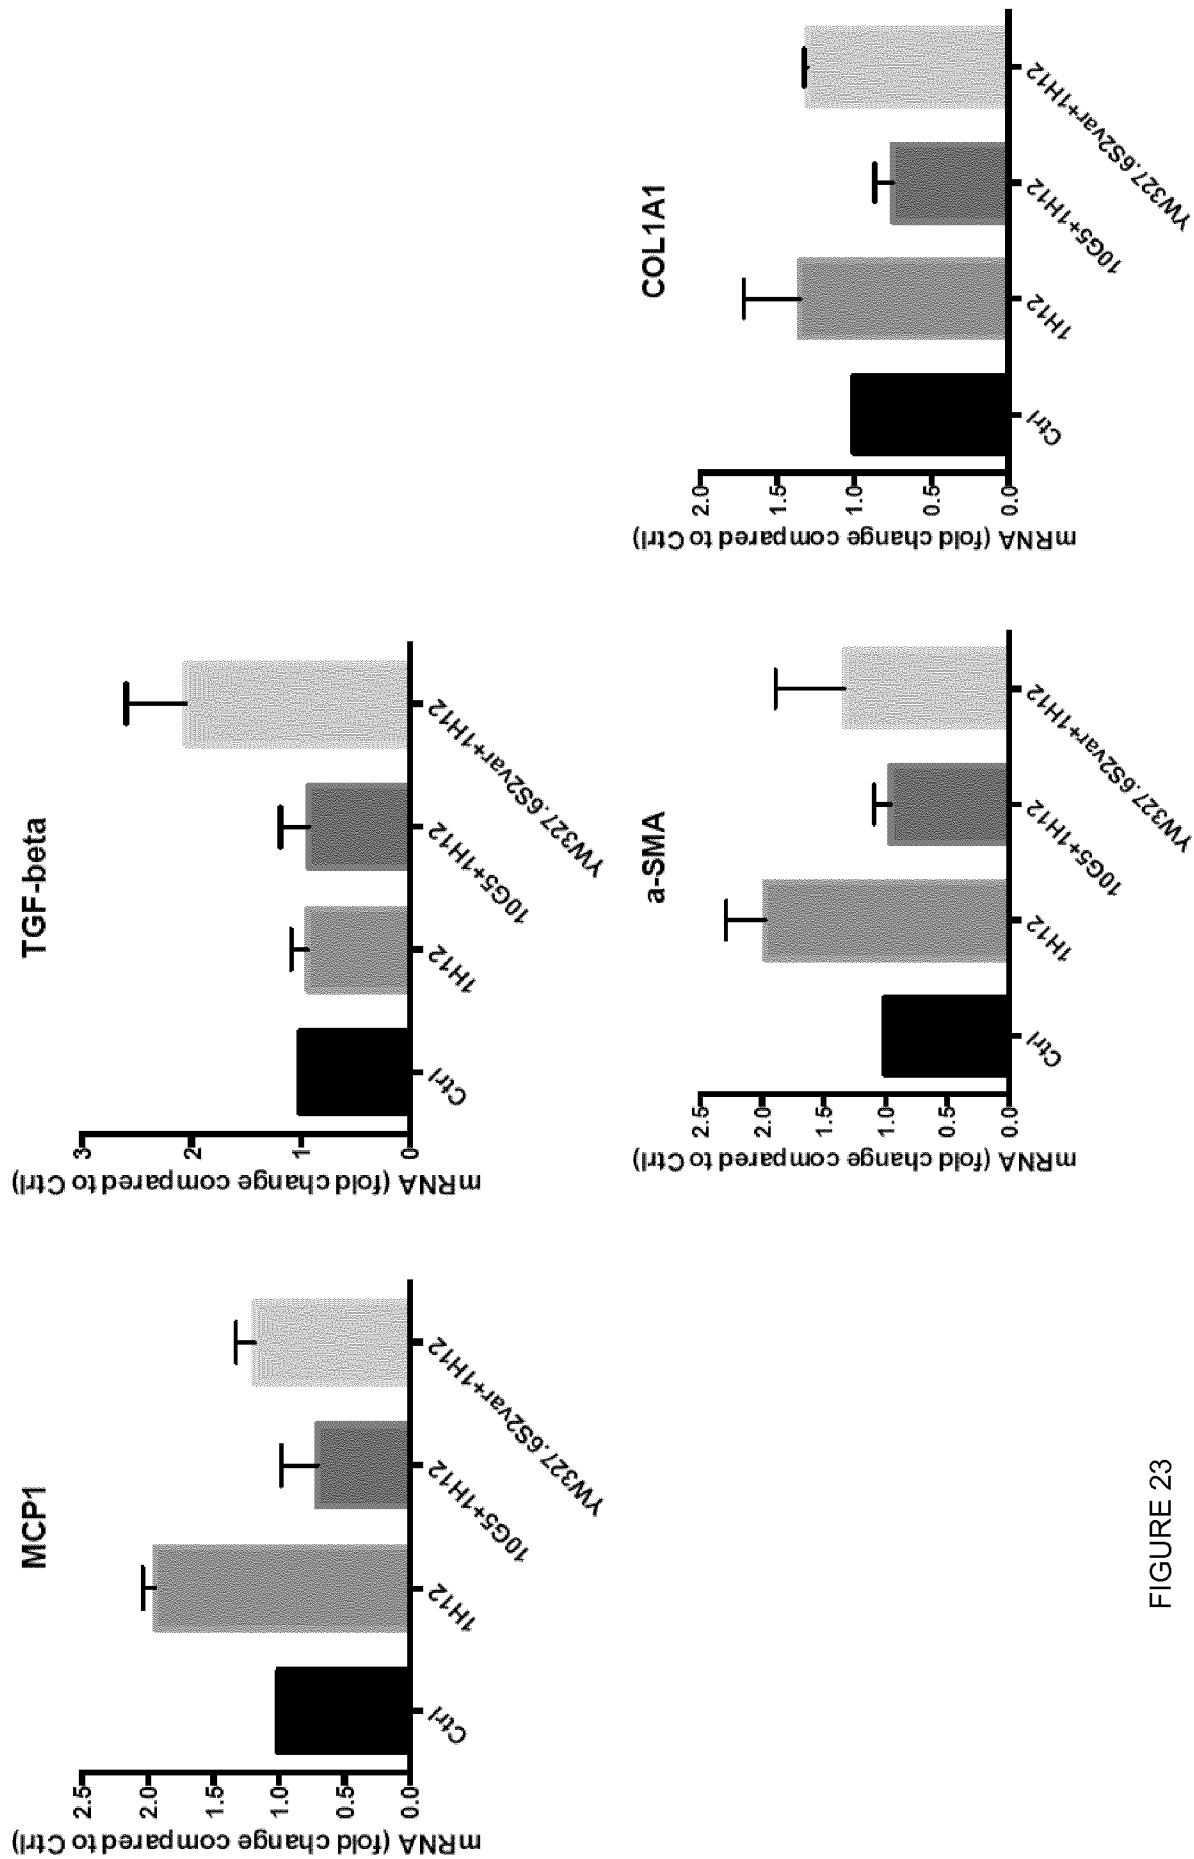 MCP1
mRNA (fold change compared to Ctrl)
2.5
2.0
1.5
1.0
0.5
0.0
Ctrl
1H12
10G5+1H12
YW327.6S2var+1H12
TGF-beta
mRNA (fold change compared to Ctrl)
3
2
1
0
Ctrl
1H12
10G5+1H12
YW327.6S2var+1H12
a-SMA
mRNA (fold change compared to Ctrl)
2.5
2.0
1.5
1.0
0.5
0.0
Ctrl
1H12
10G5+1H12
YW327.6S2var+1H12
COL1A1
mRNA (fold change compared to Ctrl)
2.0
1.5
1.0
0.5
0.0
Ctrl
1H12
10G5+1H12
YW327.6S2var+1H12
FIGURE 23